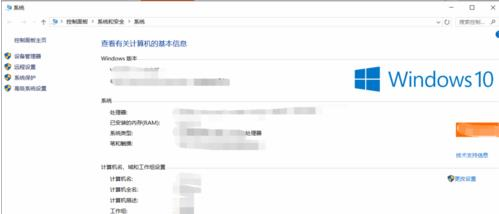 系统
控制面板 > 系统和安全 > 系统
搜索控制...
控制面板主页
设备管理器
远程设置
系统保护
高级系统设置
查看有关计算机的基本信息
Windows 版本
Windows 10
系统
处理器:
已安装的内存(RAM):
系统类型:
处理器
笔和触摸:
技术支持信息
计算机名、域和工作组设置
计算机名:
更改设置
计算机全名:
计算机描述:
工作组: